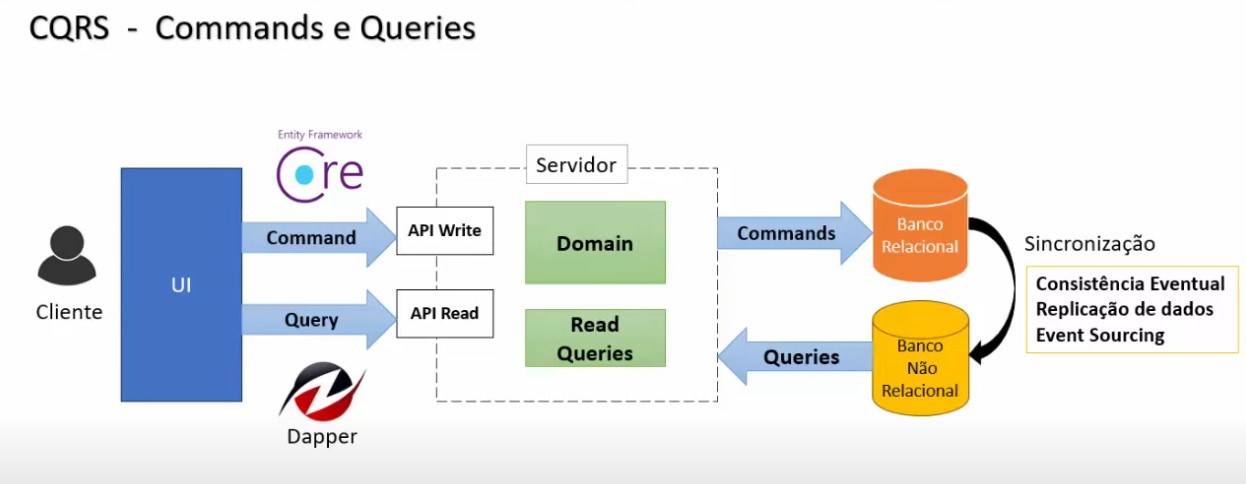 CQRS - Commands e Queries
Entity Framework
Core
Servidor
Command
API Write
Domain
Commands
Banco
Relacional
Sincronização
UI
Cliente
Consistência Eventual
Replicação de dados
Event Sourcing
Query
API Read
Read
Queries
Queries
Banco
Não
Relacional
Dapper